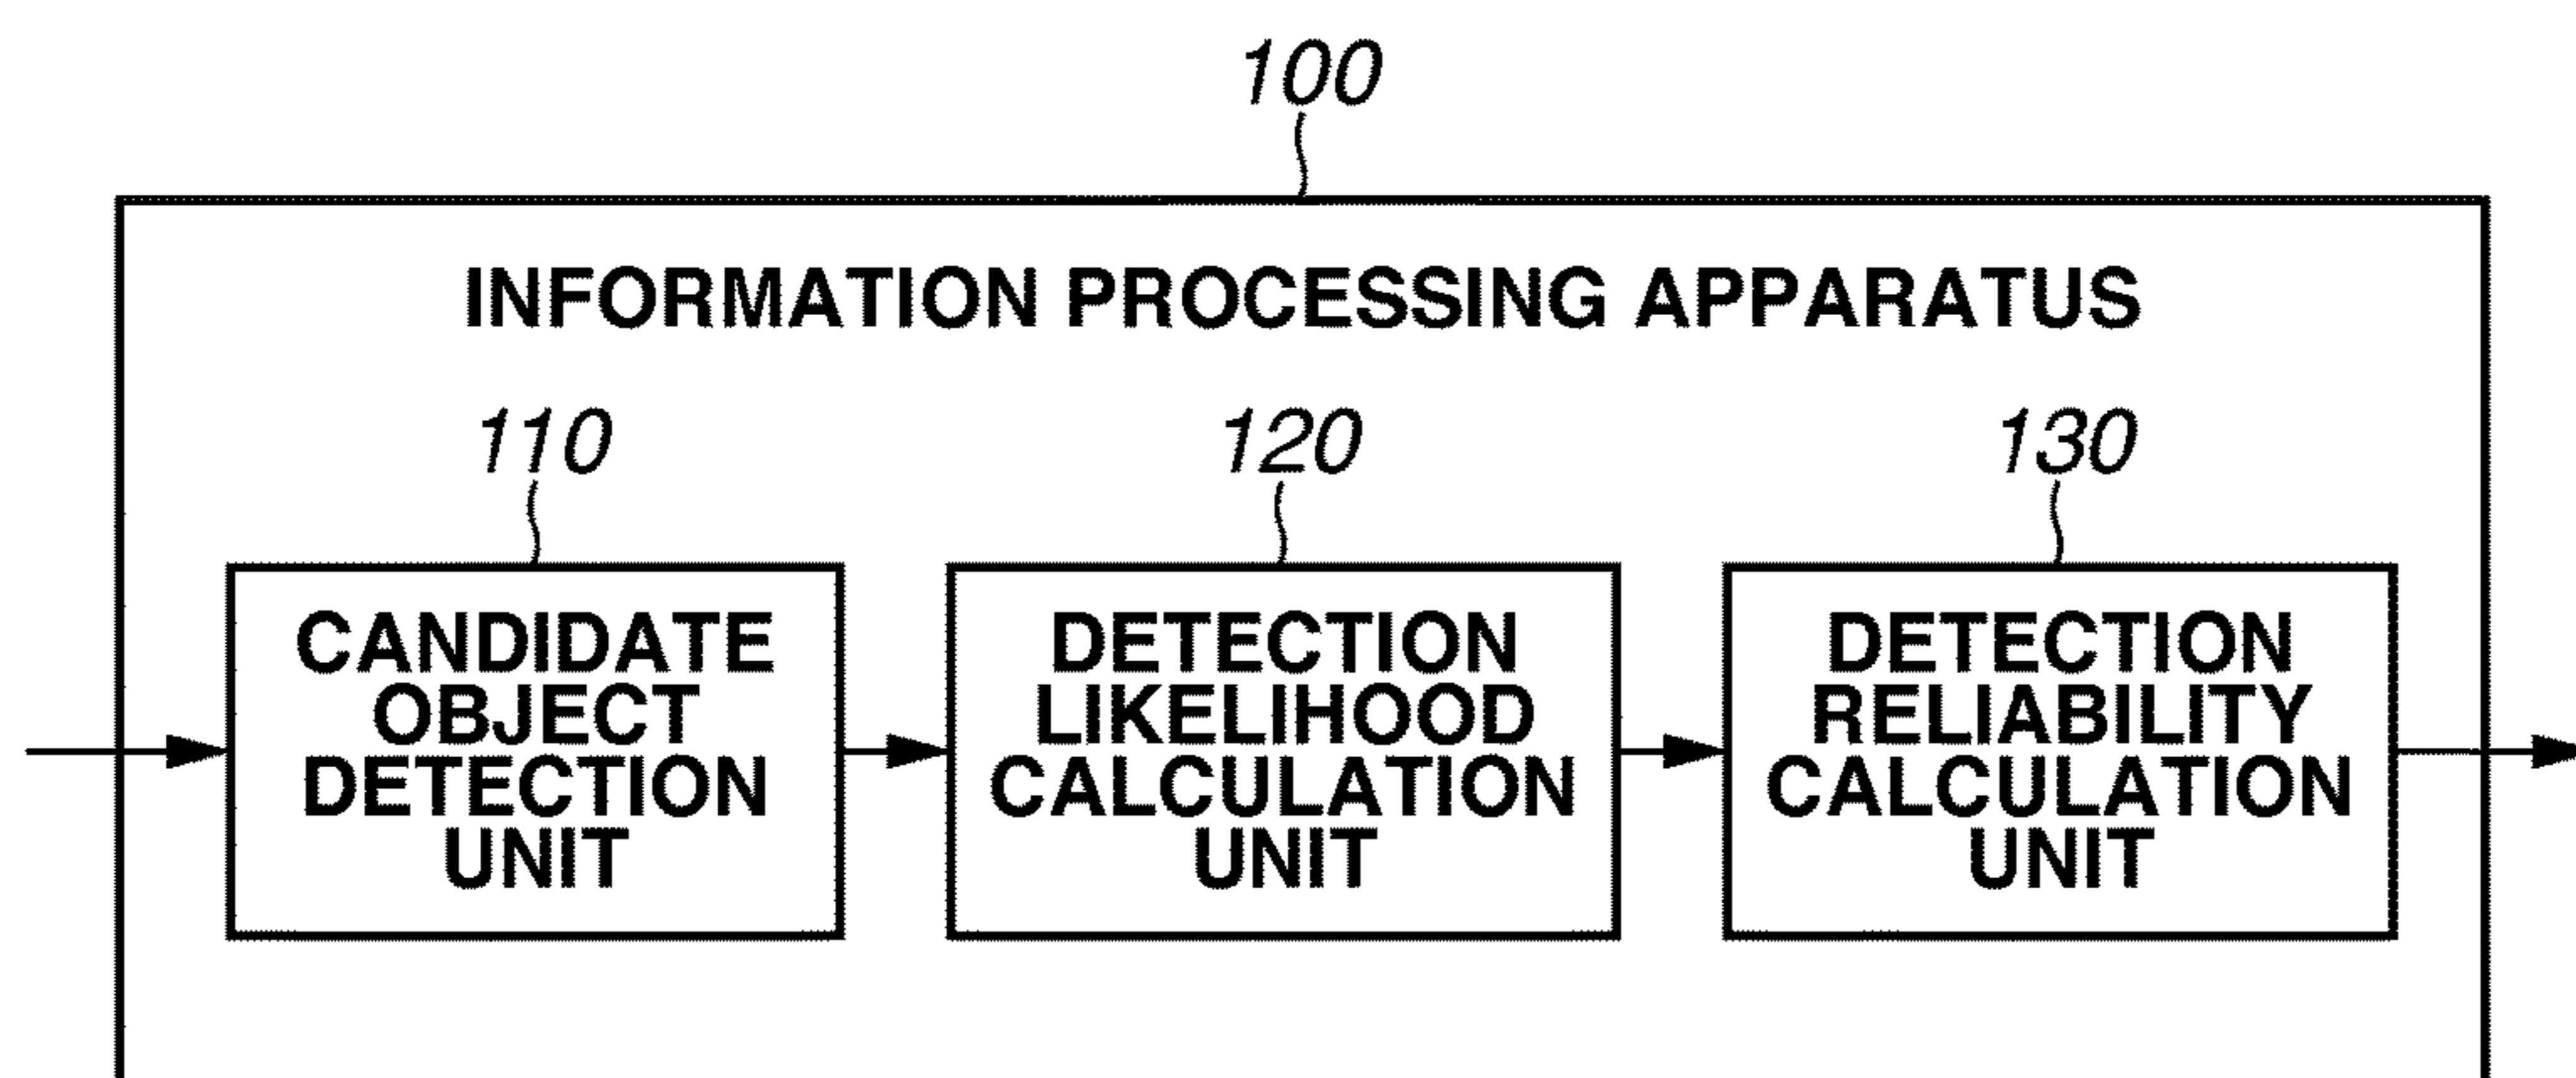 100
INFORMATION PROCESSING APPARATUS
110
120
130
CANDIDATE
OBJECT
DETECTION
UNIT
DETECTION
LIKELIHOOD
CALCULATION
UNIT
DETECTION
RELIABILITY
CALCULATION
UNIT